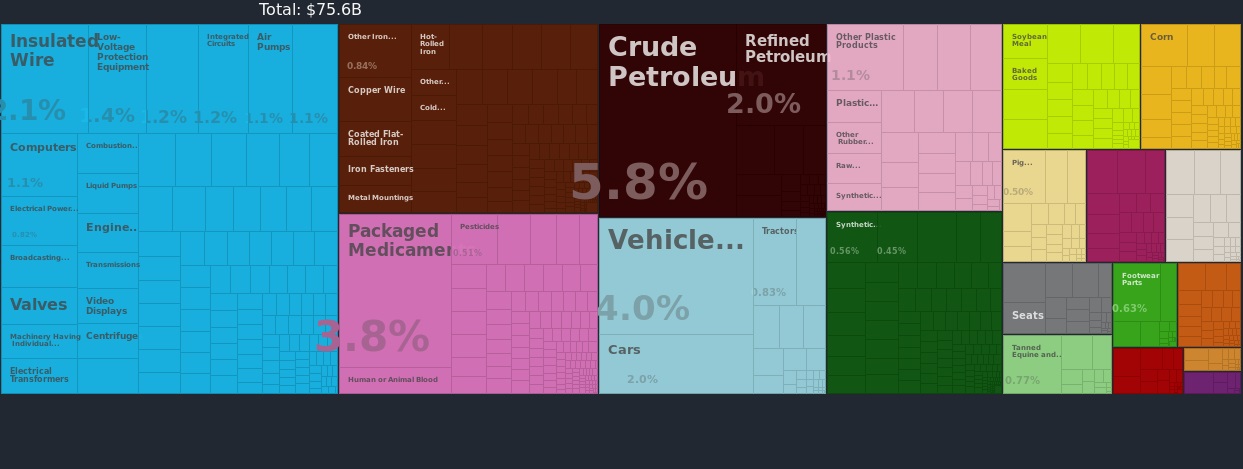 Total: $75.6B
Insulated
Wire
2.1%
Low-
Voltage
Protection
Equipment
1.4%
1.2%
Integrated
Circuits
1.2%
Air
Pumps
1.1%
1.1%
Computers
1.1%
Electrical Power...
0.82%
Broadcasting...
Valves
Machinery Having
Individual...
Electrical
Transformers
Combustion...
Liquid Pumps
Engine...
Transmissions
Video
Displays
Centrifuge
Other Iron...
0.84%
Copper Wire
Coated Flat-
Rolled Iron
Iron Fasteners
Metal Mountings
Hot-
Rolled
Iron
Other...
Cold...
Packaged
Medicamen
3.8%
Human or Animal Blood
Pesticides
0.51%
Crude
Petroleum
5.8%
Refined
Petroleum
2.0%
Vehicle...
4.0%
Cars
2.0%
Tractors
0.83%
Other Plastic
Products
1.1%
Plastic...
Other
Rubber...
Raw...
Synthetic...
Synthetic...
0.56%
0.45%
Soybean
Meal
Baked
Goods
Corn
Pig...
0.50%
Seats
Tanned
Equine and...
0.77%
Footwear
Parts
0.63%